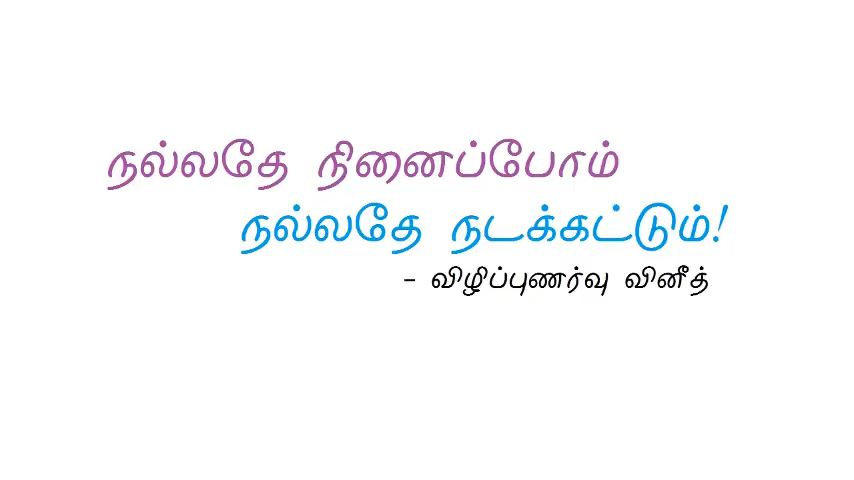 நல்லதே நினைப்போம்
நல்லதே நடக்கட்டும்!
- விழிப்புணர்வு வினீத்